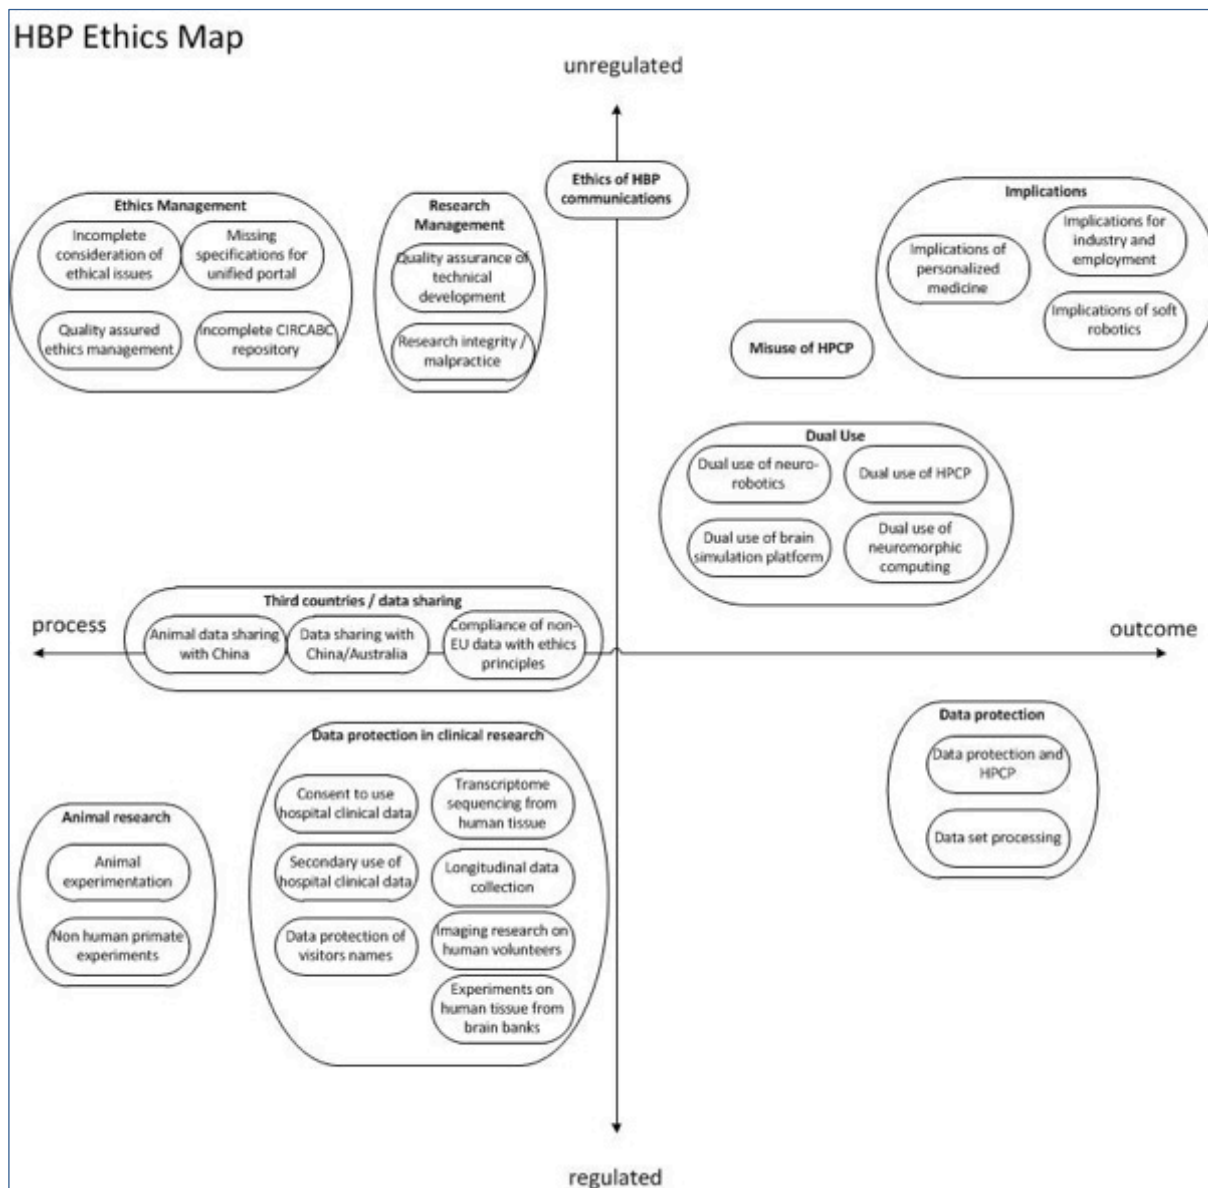 HBP Ethics Map
unregulated
Ethics of HBP
communications
Ethics Management
Incomplete
consideration of
ethical issues
Missing
specifications for
unified portal
Quality assured
ethics management
Incomplete CIRCABC
repository
Research
Management
Quality assurance of
technical
development
Research integrity /
malpractice
Implications
Implications of
personalized
medicine
Implications for
industry and
employment
Implications of soft
robotics
Misuse of HPCP
Dual Use
Dual use of neuro-
robotics
Dual use of HPCP
Dual use of brain
simulation platform
Dual use of
neuromorphic
computing
process
Third countries / data sharing
Animal data sharing
with China
Data sharing with
China/Australia
Compliance of non-
EU data with ethics
principles
outcome
Data protection
Data protection and
HPCP
Data set processing
Data protection in clinical research
Consent to use
hospital clinical data
Secondary use of
hospital clinical data
Data protection of
visitors names
Transcriptome
sequencing from
human tissue
Longitudinal data
collection
Imaging research on
human volunteers
Experiments on
human tissue from
brain banks
Animal research
Animal
experimentation
Non human primate
experiments
regulated